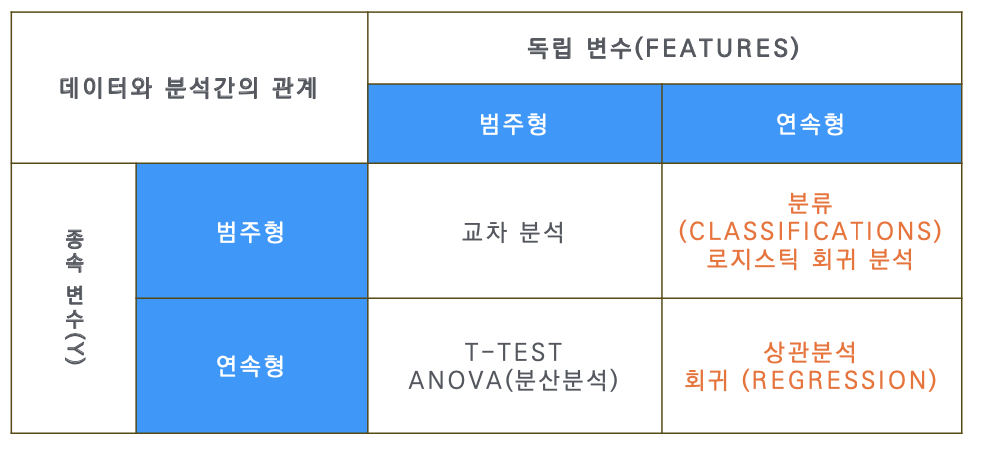 데이터와 분석간의 관계
독립 변수(FEATURES)
범주형
연속형
종속 변수(Y)
범주형
교차 분석
분류
(CLASSIFICATIONS)
로지스틱 회귀 분석
연속형
T-TEST
ANOVA(분산분석)
상관분석
회귀 (REGRESSION)